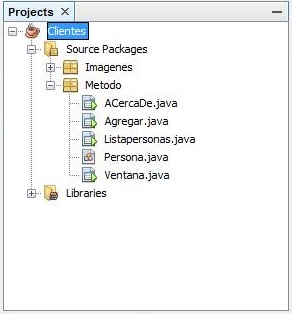 Projects
Clientes
Source Packages
Imagenes
Metodo
ACercaDe.java
Agregar.java
Listapersonas.java
Persona.java
Ventana.java
Libraries